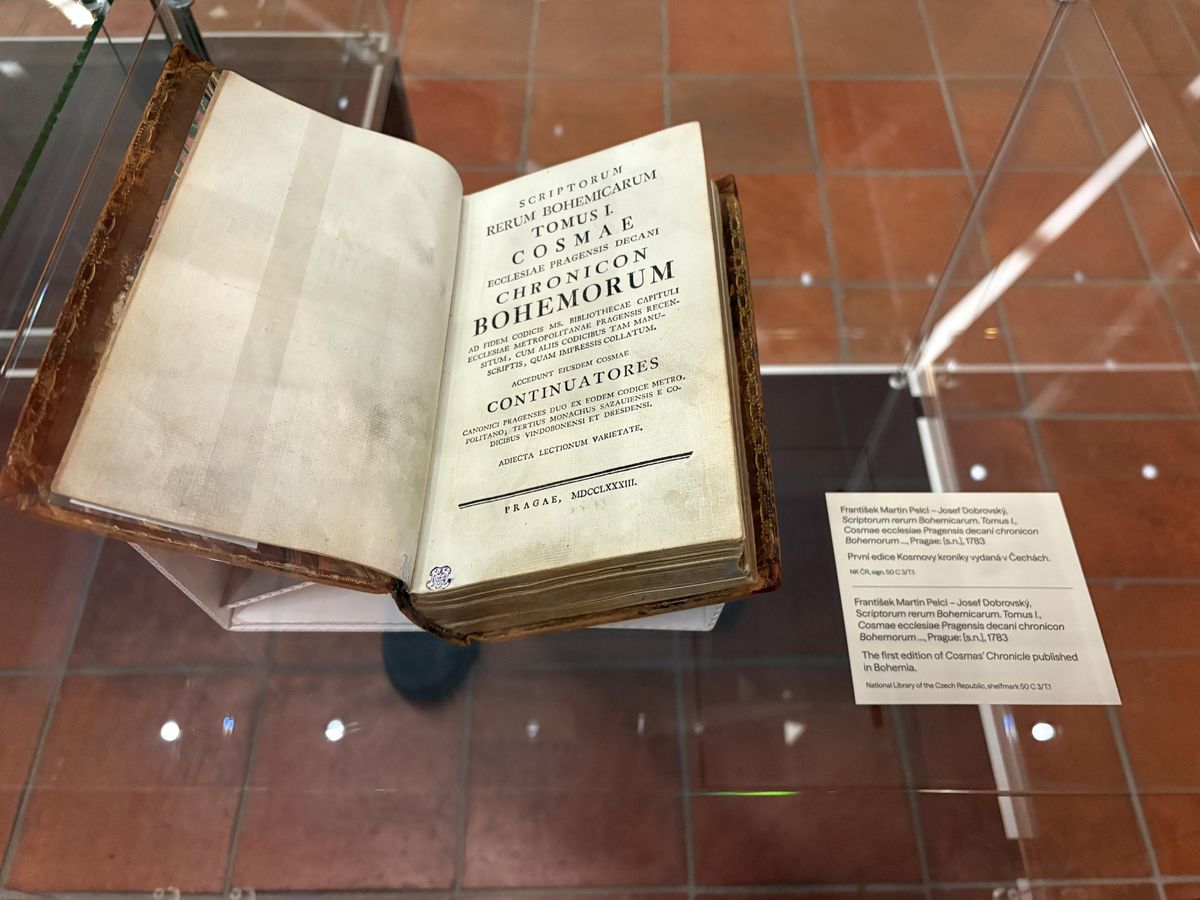 SCRIPTORUM
RERUM BOHEMICARUM
TOMUS I.
COSMAE
ECCLESIAE PRAGENSIS DECANI
CHRONICON
BOHEMORUM
AD FIDEM CODICIS MS. BIBLIOTHECAE CAPITULI
ECCLESIAE METROPOLITANAE PRAGENSIS RECEN-
SITUM, CUM ALIIS CODICIBUS TAM MANU-
SCRIPTIS, QUAM IMPRESSIS COLLATUM.
ACCEDUNT EIUSDEM COSMAE
CONTINUATORES
CANONICI PRAGENSES DUO EX EODEM CODICE METRO-
POLITANO; TERTIUS MONACHUS SAZAUIENSIS E CO-
DICIBUS VINDOBONENSI ET DRESDENSI.
ADIECTA LECTIONUM VARIETATE.
PRAGAE, MDCCLXXXIII.
František Martin Pelcl – Josef Dobrovský,
Scriptorum rerum Bohemicarum. Tomus I.,
Cosmae ecclesiae Pragensis decani chronicon
Bohemorum ..., Pragae: [s.n.], 1783
První edice Kosmovy kroniky vydaná v Čechách.
NK ČR, sign. 50 C 3/T.1
František Martin Pelcl – Josef Dobrovský,
Scriptorum rerum Bohemicarum. Tomus I.,
Cosmae ecclesiae Pragensis decani chronicon
Bohemorum ..., Prague: [s.n.], 1783
The first edition of Cosmas' Chronicle published
in Bohemia.
National Library of the Czech Republic, shelfmark 50 C 3/T.1